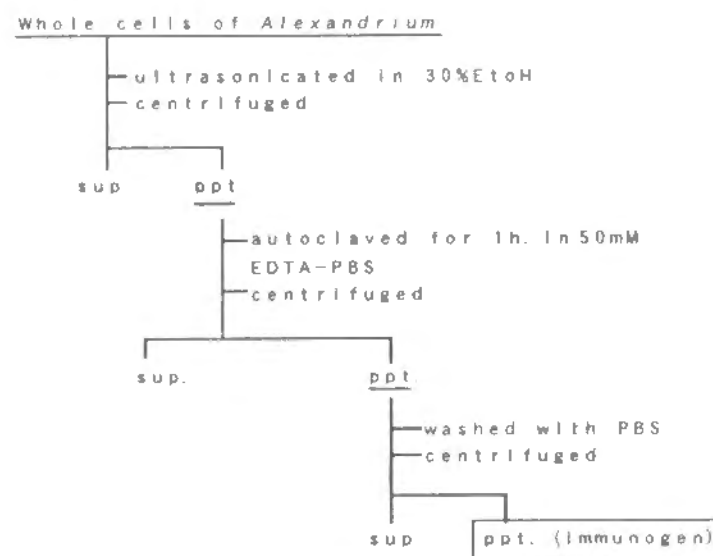 Whole cells of Alexandrium
ultrasonicated in 30%EtoH
centrifuged
sup ppt
autoclaved for 1h. in 50mM
EDTA-PBS
centrifuged
sup. ppt.
washed with PBS
centrifuged
sup ppt. (immunogen)